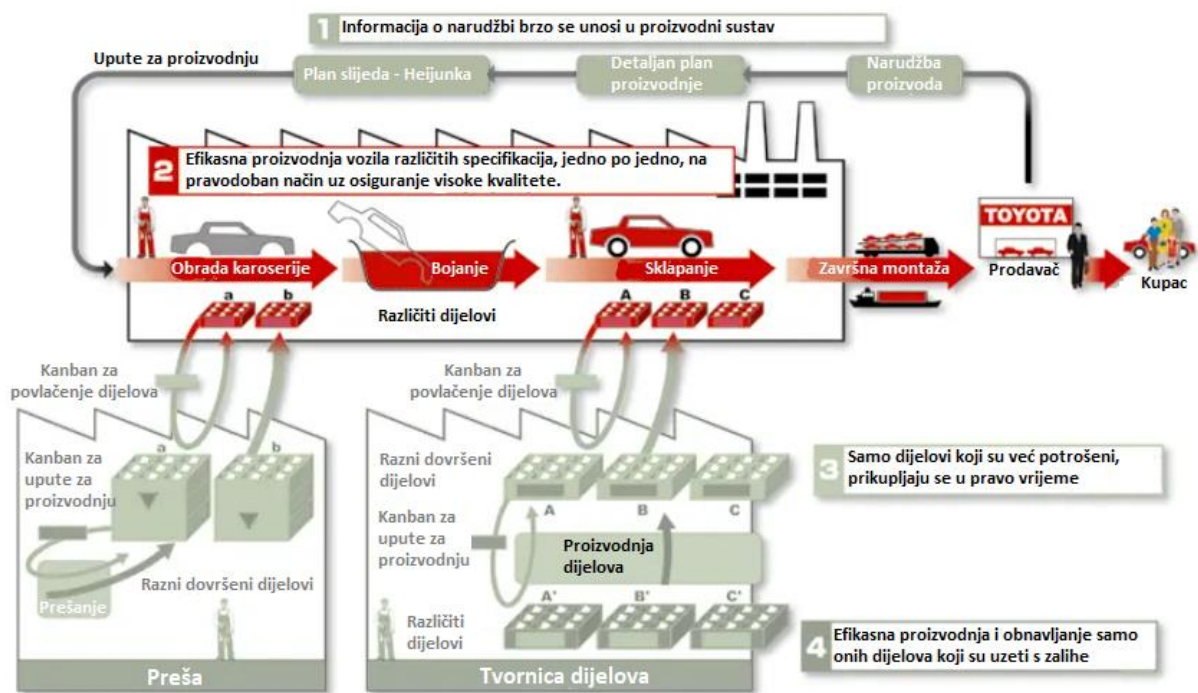 1 Informacija o narudžbi brzo se unosi u proizvodni sustav
Upute za proizvodnju
Plan slijeda - Heijunka
Detaljan plan
proizvodnje
Narudžba
proizvoda
2 Efikasna proizvodnja vozila različitih specifikacija, jedno po jedno, na
pravodoban način uz osiguranje visoke kvalitete.
TOYOTA
Obrada karoserije
Bojanje
Sklapanje
Završna montaža
Prodavač
Kupac
a b
Različiti dijelovi
A B C
Kanban za
povlačenje dijelova
Kanban za
povlačenje dijelova
a b
Kanban za
upute za
proizvodnju
Prešanje
Razni dovršeni dijelovi
Preša
Razni dovršeni
dijelovi
A B C
Kanban za
upute za
proizvodnju
Proizvodnja
dijelova
A' B' C'
Različiti
dijelovi
Tvornica dijelova
3 Samo dijelovi koji su već potrošeni,
prikupljaju se u pravo vrijeme
4 Efikasna proizvodnja i obnavljanje samo
onih dijelova koji su uzeti s zalihe